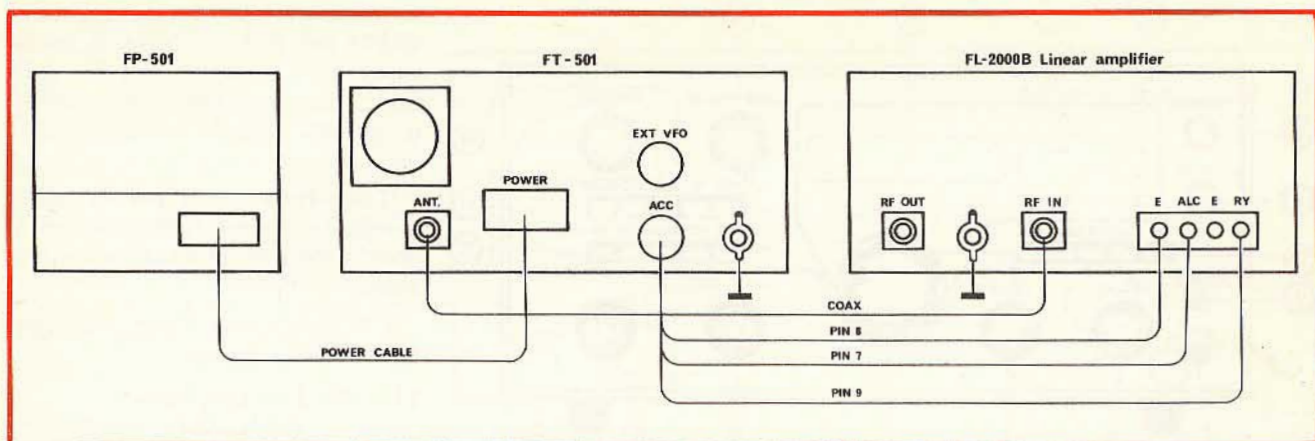 FP-501
FT-501
FL-2000B Linear amplifier
EXT VFO
POWER
ANT.
ACC
RF OUT
RF IN
E ALC E RY
COAX
PIN 6
PIN 7
POWER CABLE
PIN 9